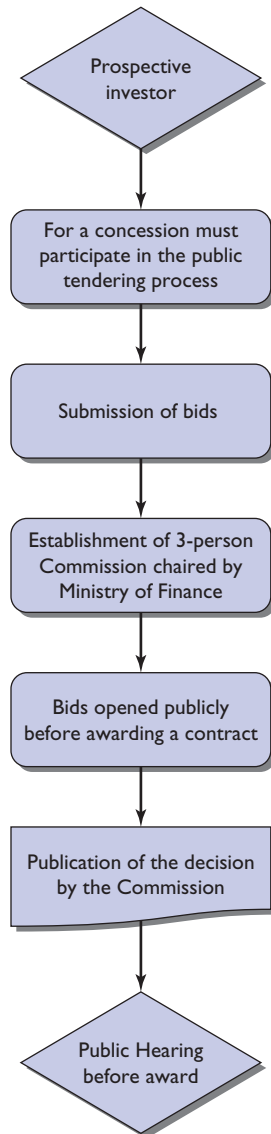 Prospective
investor
For a concession must
participate in the public
tendering process
Submission of bids
Establishment of 3-person
Commission chaired by
Ministry of Finance
Bids opened publicly
before awarding a contract
Publication of the decision
by the Commission
Public Hearing
before award